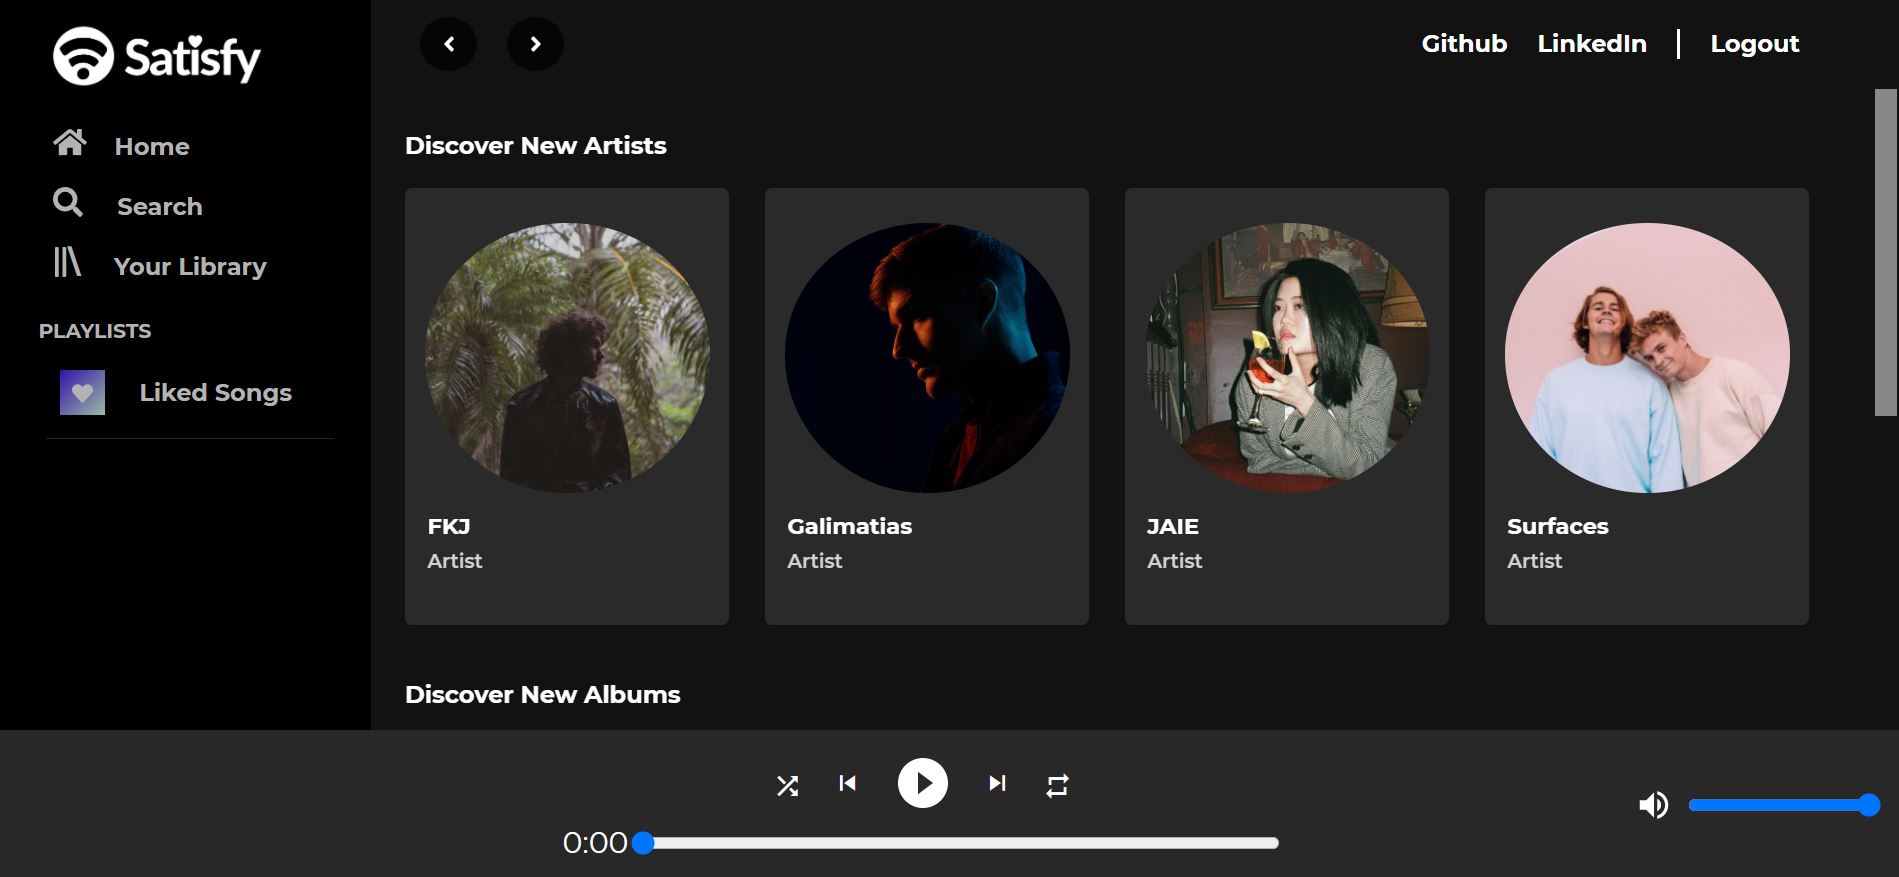 Satisfy
Home
Search
Your Library
PLAYLISTS
Liked Songs
Github LinkedIn | Logout
Discover New Artists
FKJ
Artist
Galimatias
Artist
JAIE
Artist
Surfaces
Artist
Discover New Albums
0:00